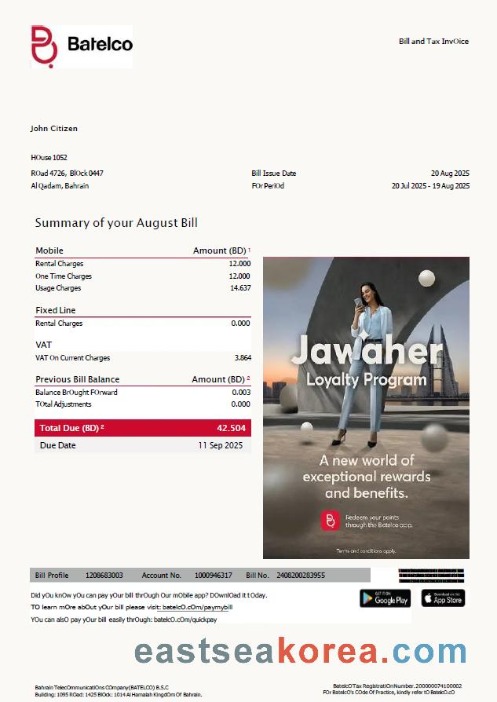 Batelco
Bill and Tax Invoice
John Citizen
House 1052
Road 4726, Block 0447
Al Qadam, Bahrain
Bill Issue Date 20 Aug 2025
For Period 20 Jul 2025 - 19 Aug 2025
Summary of your August Bill
Mobile Amount (BD) ¹
Rental Charges 12.000
One Time Charges 12.000
Usage Charges 14.637
Fixed Line
Rental Charges 0.000
VAT
VAT On Current Charges 3.864
Previous Bill Balance Amount (BD) ²
Balance Brought Forward 0.003
Total Adjustments 0.000
Total Due (BD) ² 42.504
Due Date 11 Sep 2025
Jawaher
Loyalty Program
A new world of
exceptional rewards
and benefits.
Redeem your points
through the Batelco app.
Terms and conditions apply.
Bill Profile 1208683003 Account No. 1000946317 Bill No. 2408200283955
Did you know you can pay your bill through Our mobile app? Download it today.
TO learn more about your bill please visit: batelco.com/paymybill
YOu can also pay your bill easily through: batelco.com/quickpay
GET IT ON
Google Play
Download on the
App Store
eastseakorea.com
Bahrain Telecommunications Company (BATELCO) B.S.C
Building: 1095 Road: 1425 Block: 1014 Al Hamalah Kingdom Of Bahrain.
Batelco Tax Registration Number. 200000074100002
FOr Batelco's COde Of Practice, kindly refer tO Batelco.co